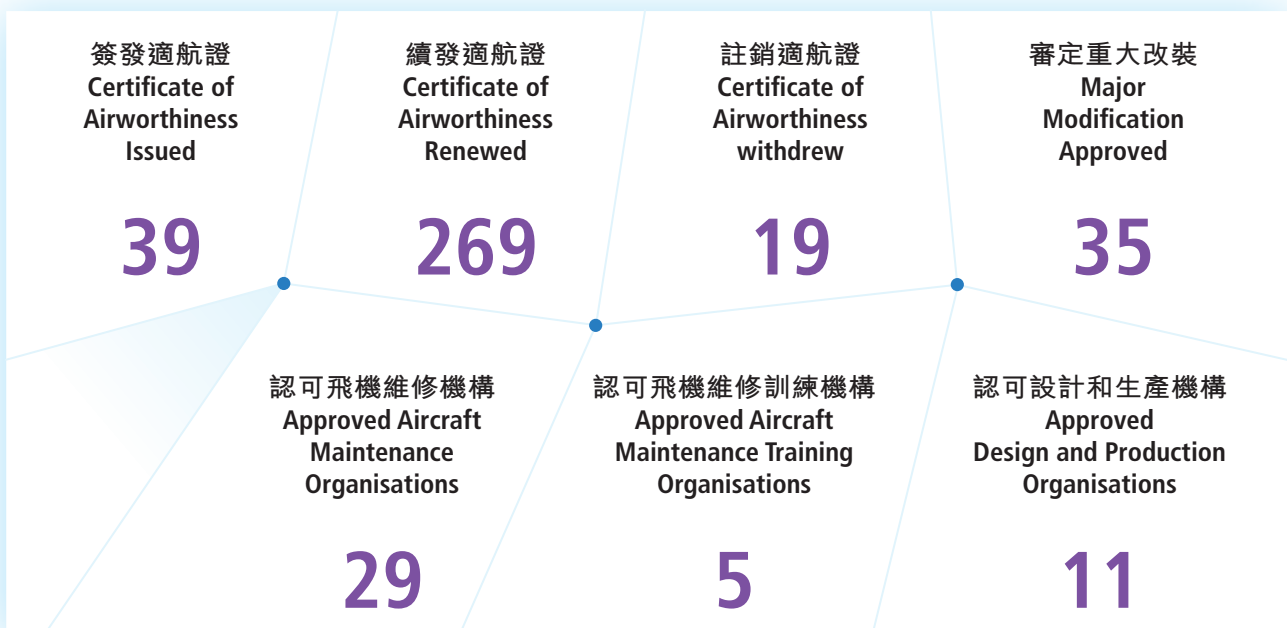 簽發適航證
Certificate of
Airworthiness
Issued
39
續發適航證
Certificate of
Airworthiness
Renewed
269
註銷適航證
Certificate of
Airworthiness
withdrew
19
審定重大改裝
Major
Modification
Approved
35
認可飛機維修機構
Approved Aircraft
Maintenance
Organisations
29
認可飛機維修訓練機構
Approved Aircraft
Maintenance Training
Organisations
5
認可設計和生產機構
Approved
Design and Production
Organisations
11